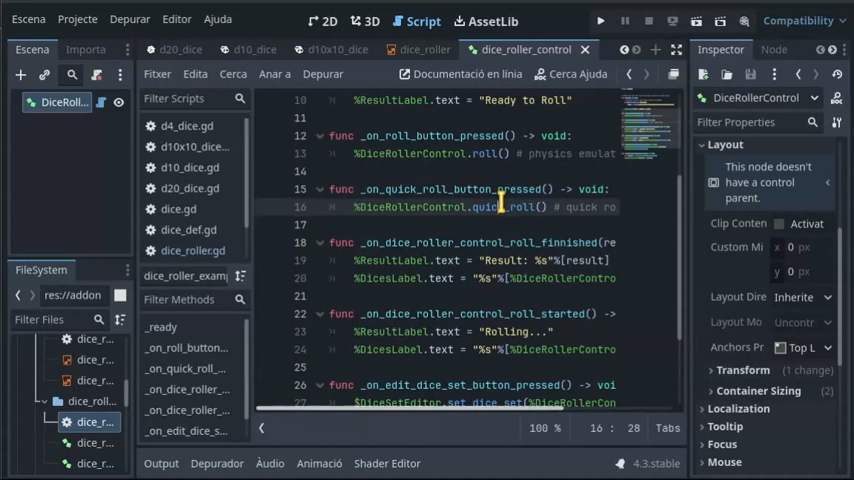 Escena Projecte Depurar Editor Ajuda 2D 3D Script AssetLib Compatibility
Escena Importa
d20_dice d10_dice d10x10_dice dice_roller dice_roller_control
Inspector Node
Fitxer Edita Cerca Anar a Depurar Documentació en línia Cerca Ajuda
DiceRoll...
Filter Scripts
d4_dice.gd
d10x10_dice...
d10_dice.gd
d20_dice.gd
dice.gd
dice_def.gd
dice_roller.gd
dice_roller_examp
Filter Methods
_ready
_on_roll_button...
_on_quick_roll...
_on_dice_roller...
_on_dice_roller...
_on_edit_dice_s...
10 %ResultLabel.text = "Ready to Roll"
11
12 func _on_roll_button_pressed() -> void:
13 %DiceRollerControl.roll() # physics emulat
14
15 func _on_quick_roll_button_pressed() -> void:
16 %DiceRollerControl.quick_roll() # quick ro
17
18 func _on_dice_roller_control_roll_finnished(re
19 %ResultLabel.text = "Result: %s"%[result]
20 %DicesLabel.text = "%s"%[%DiceRollerContro
21
22 func _on_dice_roller_control_roll_started() ->
23 %ResultLabel.text = "Rolling..."
24 %DicesLabel.text = "%s"%[%DiceRollerContro
25
26 func _on_edit_dice_set_button_pressed() -> voi
27 $DiceSetEditor.set_dice_set(%DiceRollerCon
100 % 16 : 28 Tabs
FileSystem
res://addon
Filter Files
dice_r...
dice_r...
dice_r...
dice_roll...
dice_r...
dice_r...
dice_r...
Output Depurador Àudio Animació Shader Editor 4.3.stable
DiceRollerControl
Filter Properties
Layout
This node doesn't
have a control
parent.
Clip Conten Activat
Custom Mi x 0 px
y 0 px
Layout Dire Inherite
Layout Mo Uncontr
Anchors Pr Top L
Transform (1 change)
Container Sizing (2)
Localization
Tooltip
Focus
Mouse